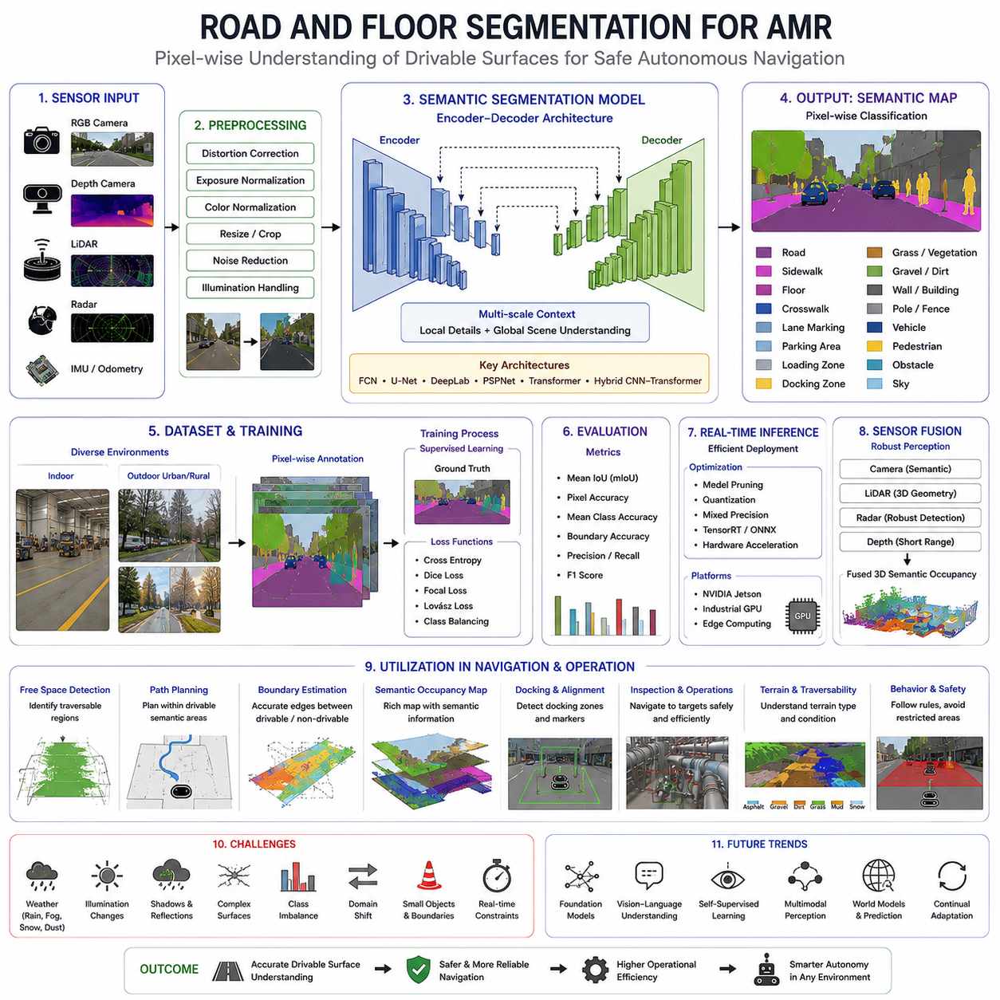 ROAD AND FLOOR SEGMENTATION FOR AMR
Pixel-wise Understanding of Drivable Surfaces for Safe Autonomous Navigation
1. SENSOR INPUT
RGB Camera
Depth Camera
LiDAR
Radar
IMU / Odometry
2. PREPROCESSING
Distortion Correction
Exposure Normalization
Color Normalization
Resize / Crop
Noise Reduction
Illumination Handling
3. SEMANTIC SEGMENTATION MODEL
Encoder–Decoder Architecture
Encoder
Decoder
Multi-scale Context
Local Details + Global Scene Understanding
Key Architectures
FCN • U-Net • DeepLab • PSPNet • Transformer • Hybrid CNN–Transformer
4. OUTPUT: SEMANTIC MAP
Pixel-wise Classification
Road
Sidewalk
Floor
Crosswalk
Lane Marking
Parking Area
Loading Zone
Docking Zone
Grass / Vegetation
Gravel / Dirt
Wall / Building
Pole / Fence
Vehicle
Pedestrian
Obstacle
Sky
5. DATASET & TRAINING
Diverse Environments
Indoor
Outdoor Urban/Rural
Pixel-wise Annotation
Training Process
Supervised Learning
Ground Truth
Loss Functions
• Cross Entropy
• Dice Loss
• Focal Loss
• Lovász Loss
• Class Balancing
6. EVALUATION
Metrics
• Mean IoU (mIoU)
• Pixel Accuracy
• Mean Class Accuracy
• Boundary Accuracy
• Precision / Recall
• F1 Score
7. REAL-TIME INFERENCE
Efficient Deployment
Optimization
• Medel Pruning
• Quantization
• Mixed Precision
• TensorRT / ONNX
• Hardware Acceleration
Platforms
• NVIDIA Jetson
• Industrial GPU
• Edge Computing
GPU
8. SENSOR FUSION
Robust Perception
Camera (Semantic)
LiDAR (3D Geometry)
Radar (Robust Detection)
Depth (Short Range)
Fused 3D Semantic Occupancy
9. UTILIZATION IN NAVIGATION & OPERATION
Free Space Detection
Identify traversable
regions
Path Planning
Plan within drivable
semantic areas
Boundary Estimation
Accurate edges between
drivable / non-drivable
Semantic Occupancy Map
Rich map with semantic
information
Docking & Alignment
Detect docking zones
and markers
Inspection & Operations
Navigate to targets safely
and efficiently
Terrain & Traversability
Understand terrain type
and condition
Asphalt Gravel Dirt Grass Mud Snow
Behavior & Safety
Follow rules, avoid
restricted areas
10. CHALLENGES
Weather
(Rain, Fog,
Snow, Dust)
Illumination
Changes
Shadows &
Reflections
Complex
Surfaces
Class
Imbalance
Domain
Shift
Small Objects
& Boundaries
Real-time
Constraints
11. FUTURE TRENDS
Foundation
Models
Vision–Language
Understanding
Self-Supervised
Learning
Multimodal
Perception
World Models
& Prediction
Continual
Adaptation
OUTCOME
Accurate Drivable Surface
Understanding
Safer & More Reliable
Navigation
Higher Operational
Efficiency
Smarter Autonomy
in Any Environment